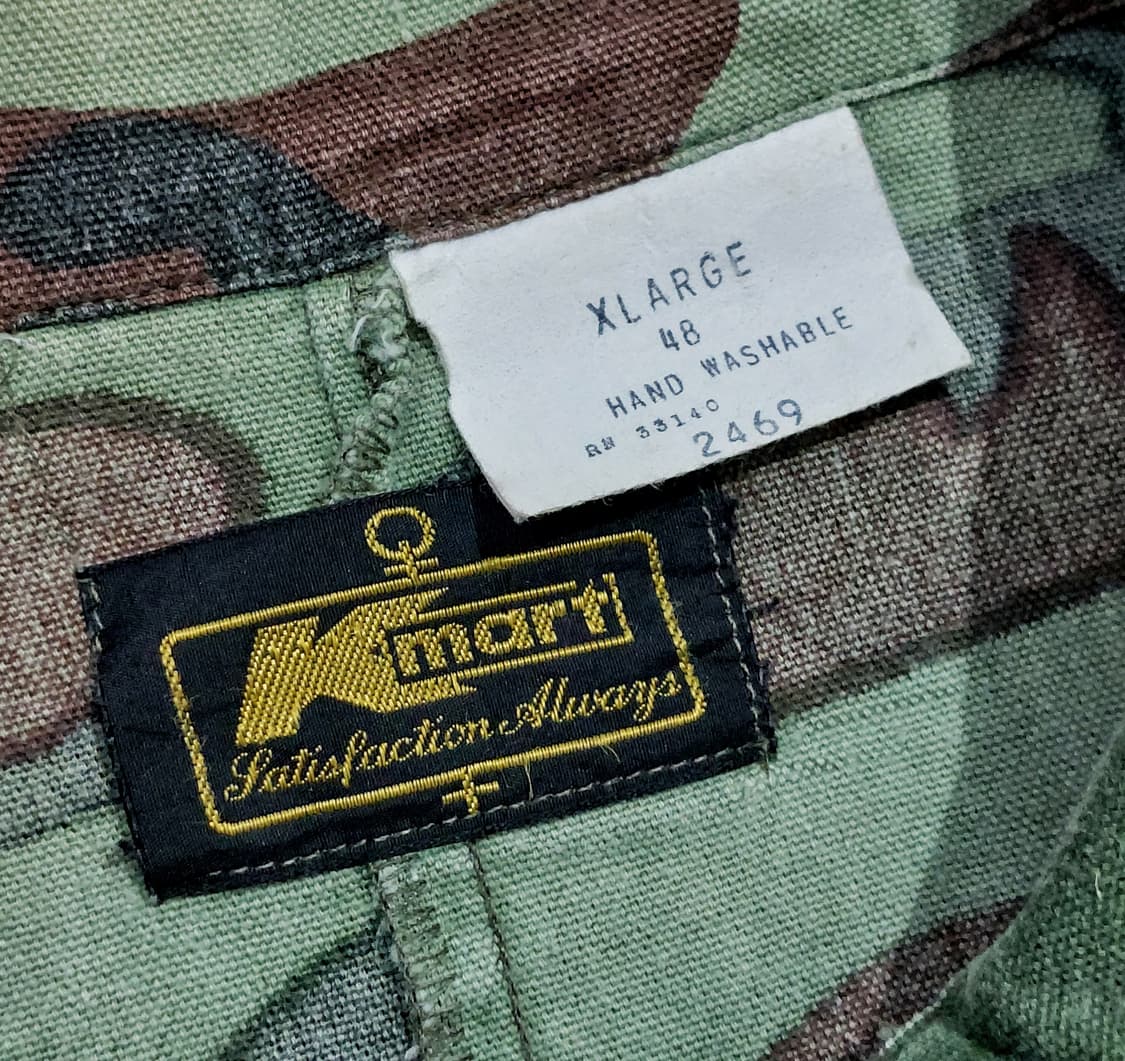 XLARGE
48
HAND WASHABLE
RN 33140
2469
Kmart
Satisfaction Always